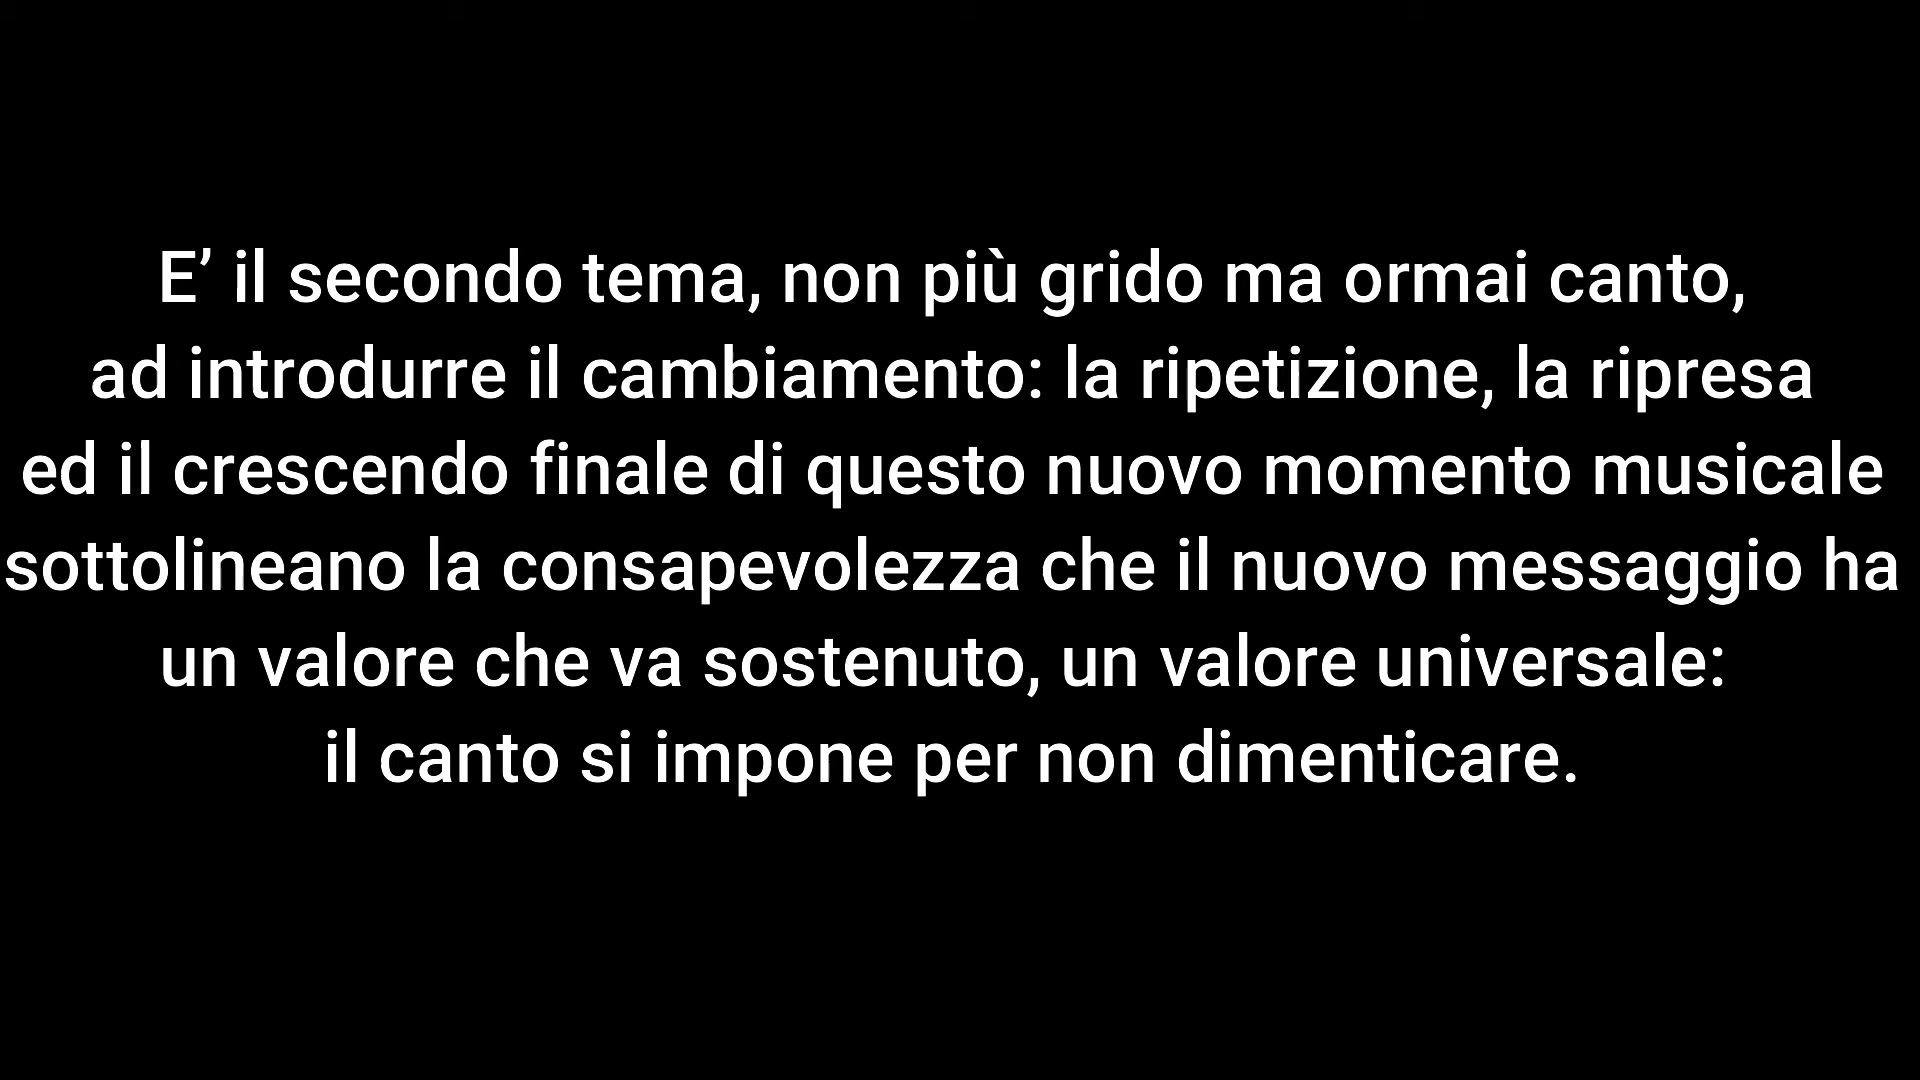 E’ il secondo tema, non più grido ma ormai canto,
ad introdurre il cambiamento: la ripetizione, la ripresa
ed il crescendo finale di questo nuovo momento musicale
sottolineano la consapevolezza che il nuovo messaggio ha
un valore che va sostenuto, un valore universale:
il canto si impone per non dimenticare.